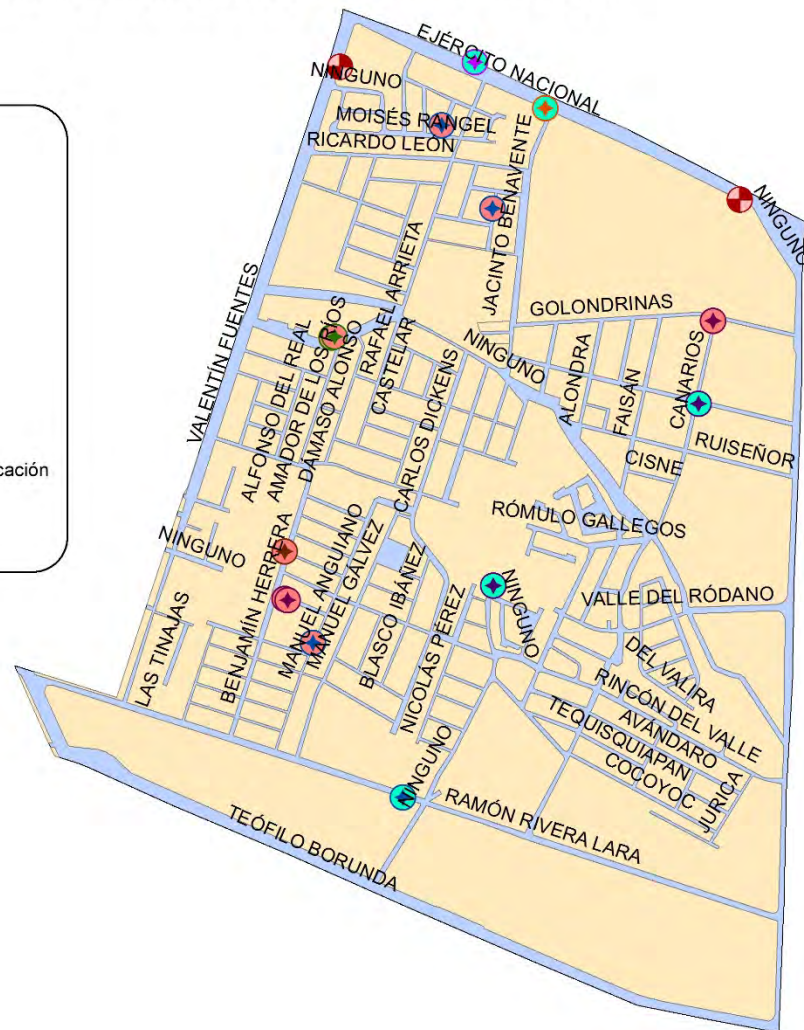 EJÉRCITO NACIONAL
NINGUNO
MOISÉS RANGEL
RICARDO LEÓN
JACINTO BENAVENTE
NINGUNO
VALENTÍN FUENTES
RAFAEL ARRIETA
GOLONDRINAS
CASTELAR
NINGUNO
ALFONSO DEL REAL
AMADOR DE LOS RÍOS
DÁMASO ALONSO
CARLOS DICKENS
ALONDRA
FAISÁN
CANARIOS
RUISEÑOR
CISNE
cación
RÓMULO GALLEGOS
NINGUNO
BENJAMÍN HERRERA
MANUEL ANGUIANO
MANUEL GÁLVEZ
BLASCO IBÁÑEZ
NICOLÁS PÉREZ
NINGUNO
VALLE DEL RÓDANO
LAS TINAJAS
DEL VALIRA
RINCÓN DEL VALLE
AVÁNDARO
TEQUISQUIAPAN
COCOYOC
JURICA
NINGUNO
RAMÓN RIVERA LARA
TEÓFILO BORUNDA